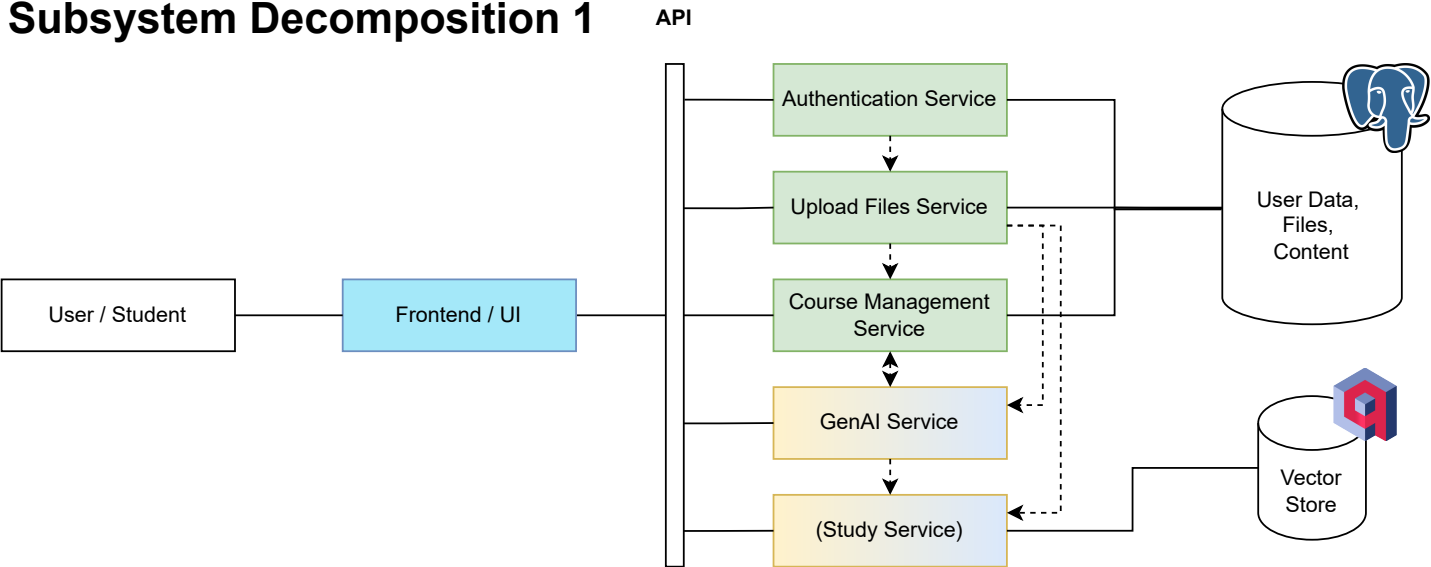 Subsystem Decomposition 1
API
Authentication Service
Upload Files Service
Course Management
Service
GenAI Service
(Study Service)
User / Student
Frontend / UI
User Data,
Files,
Content
Vector
Store